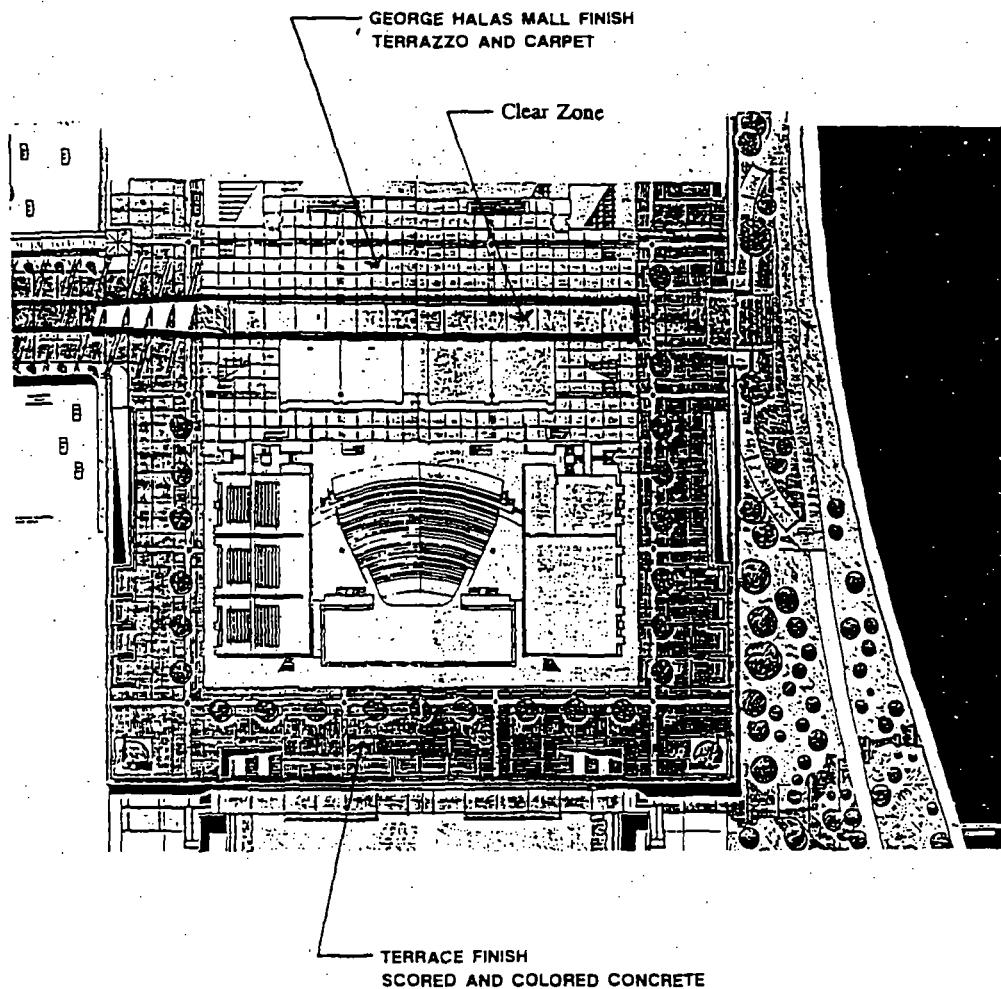 GEORGE HALAS MALL FINISH
TERRAZZO AND CARPET
Clear Zone
TERRACE FINISH
SCORED AND COLORED CONCRETE